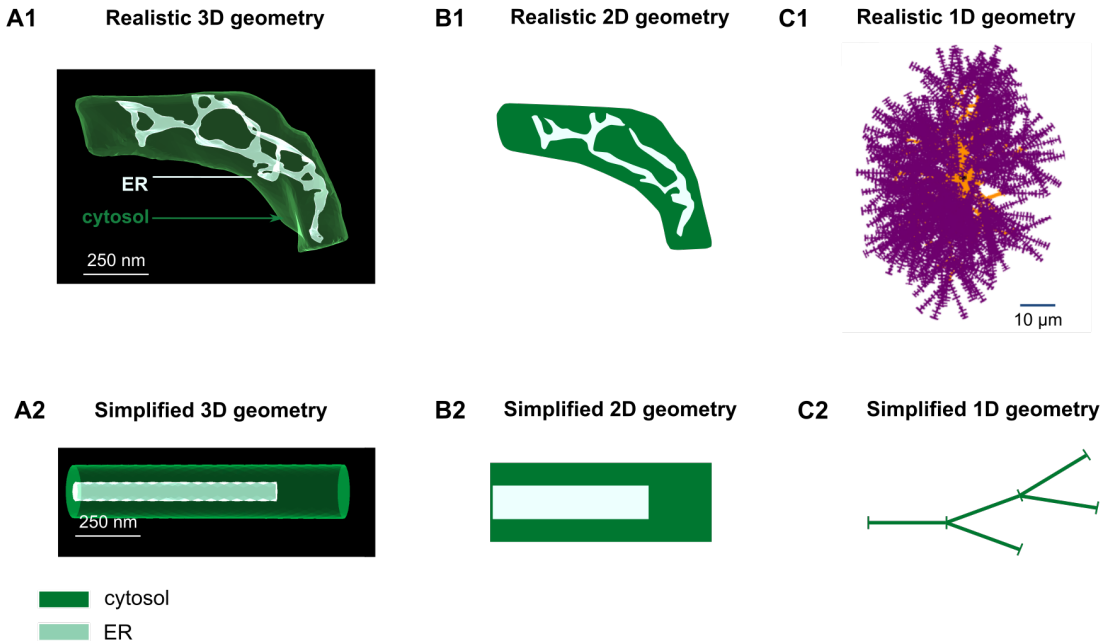 A1 Realistic 3D geometry
B1 Realistic 2D geometry
C1 Realistic 1D geometry
ER
cytosol
250 nm
10 µm
A2 Simplified 3D geometry
B2 Simplified 2D geometry
C2 Simplified 1D geometry
250 nm
cytosol
ER